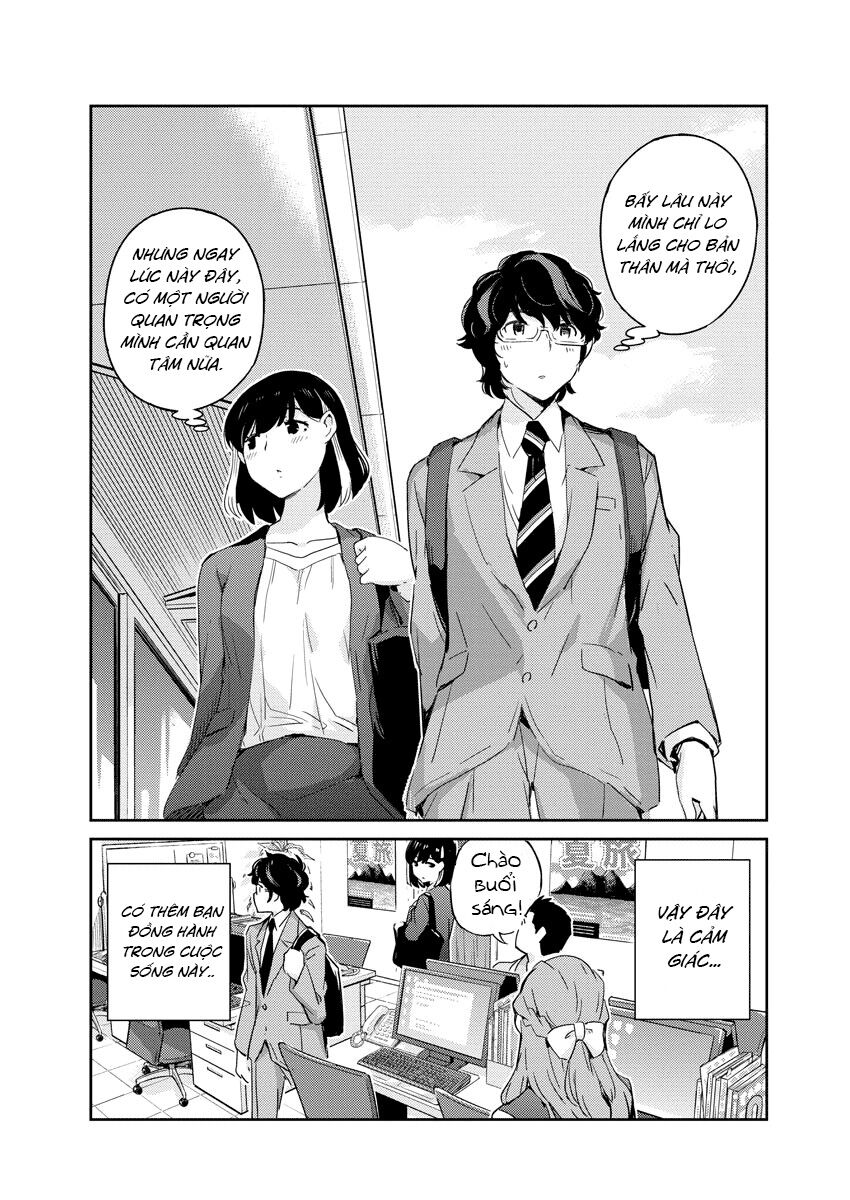 BẤY LÂU NÀY
MÌNH CHỈ LO
LẮNG CHO BẢN
THÂN MÀ THÔI,
NHƯNG NGAY
LÚC NÀY ĐÂY,
CÓ MỘT NGƯỜI
QUAN TRỌNG
MÌNH CẦN QUAN
TÂM NỮA.
VẬY ĐÂY
LÀ CẢM
GIÁC...
夏旅
夏旅
Chào
buổi
sáng!
CÓ THÊM BẠN
ĐỒNG HÀNH
TRONG CUỘC
SỐNG NÀY..